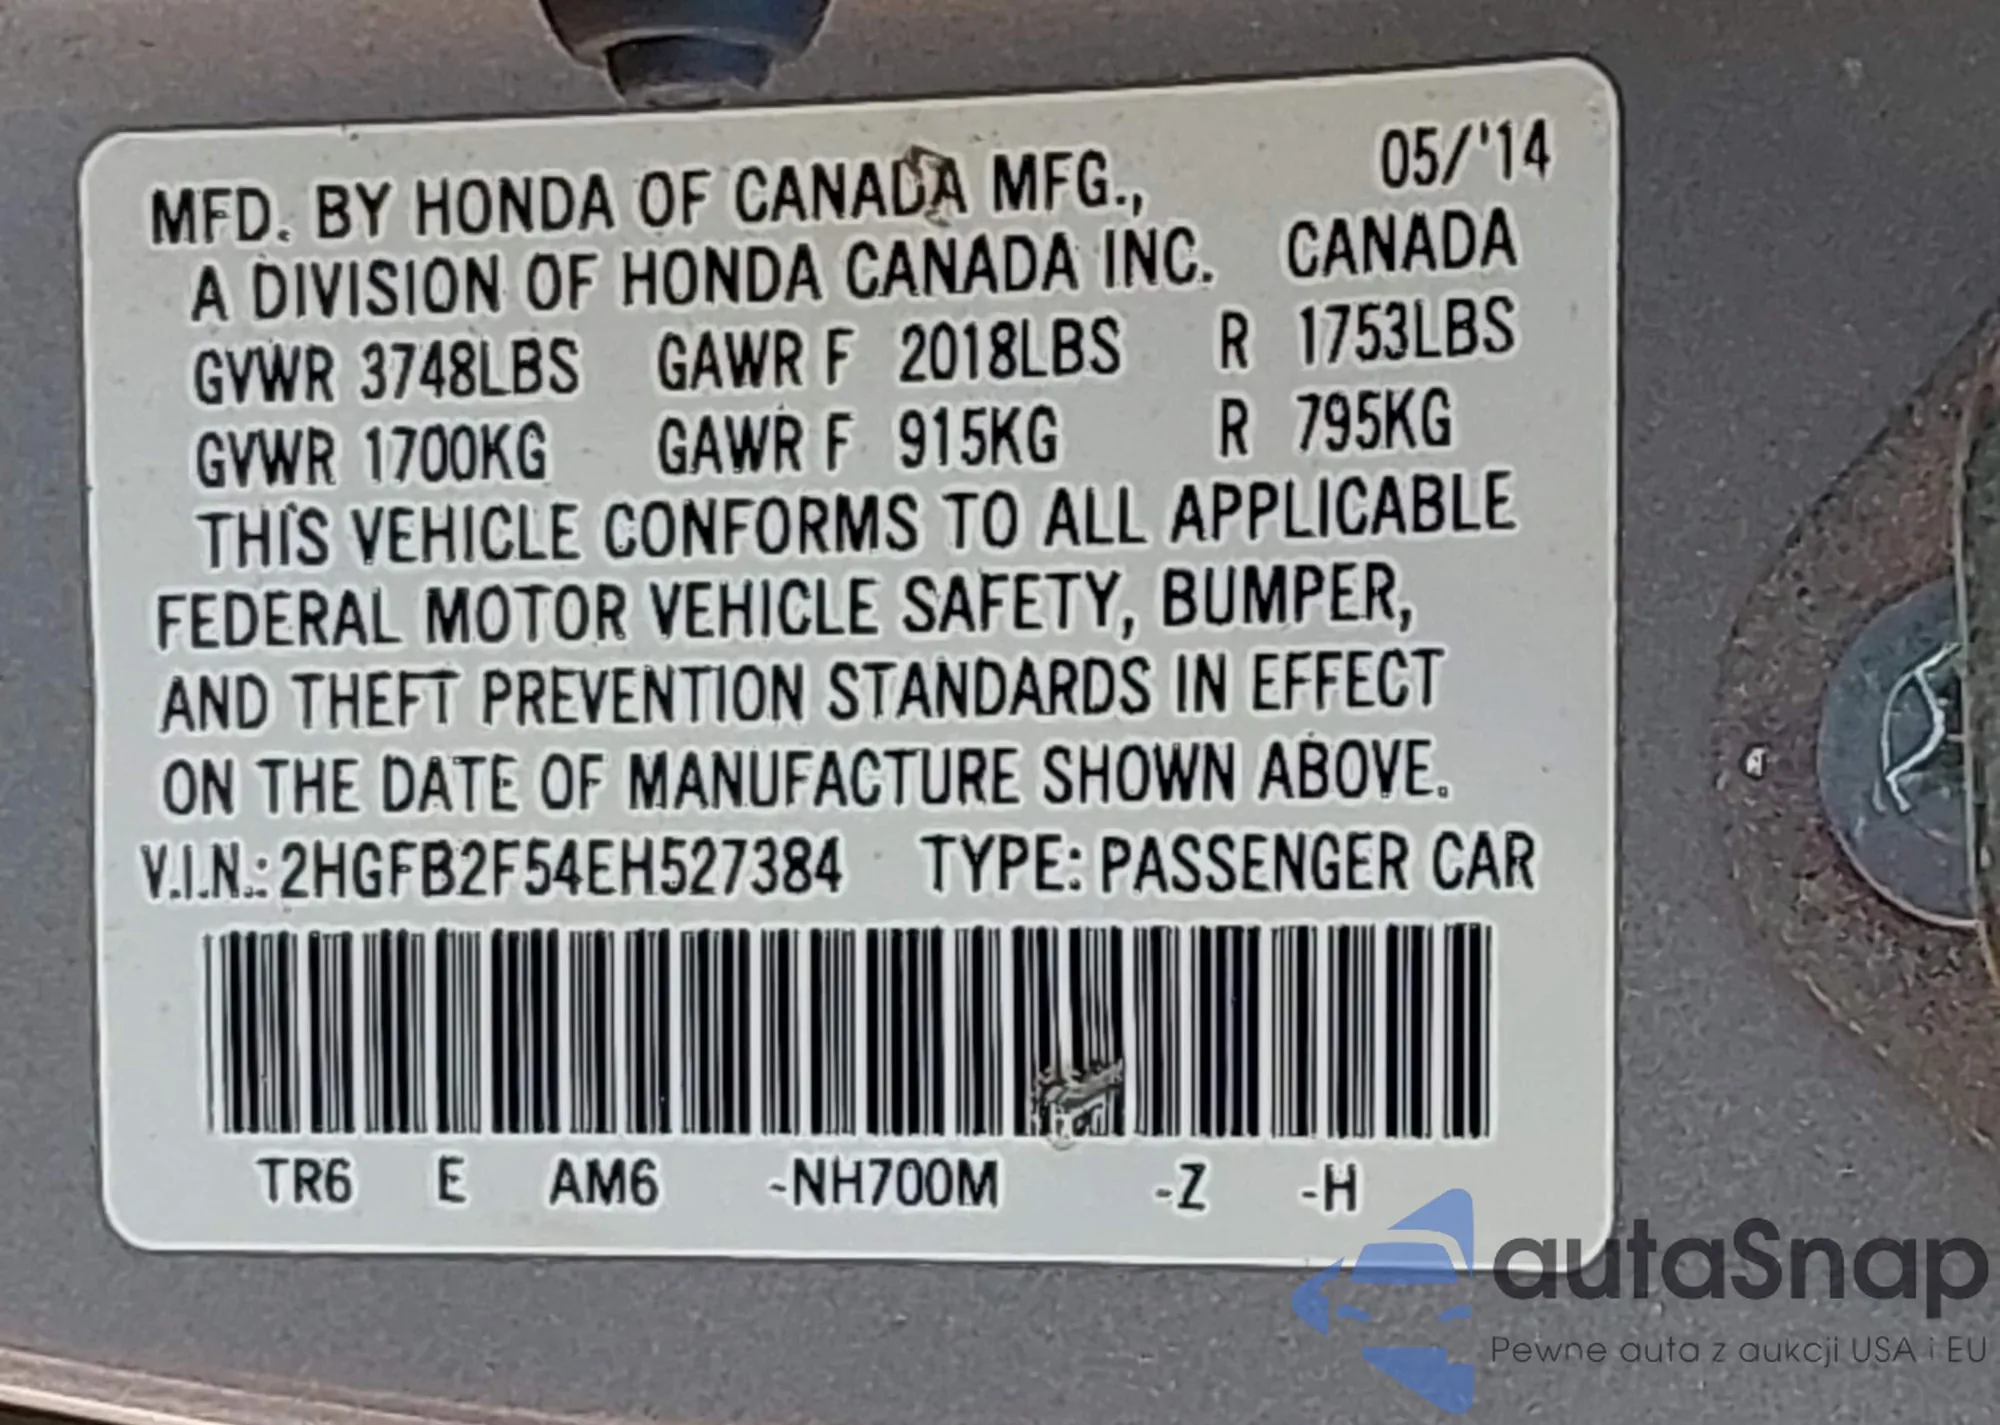 MFD. BY HONDA OF CANADA MFG., 05/'14
A DIVISION OF HONDA CANADA INC. CANADA
GVWR 3748LBS GAWR F 2018LBS R 1753LBS
GVWR 1700KG GAWR F 915KG R 795KG
THIS VEHICLE CONFORMS TO ALL APPLICABLE
FEDERAL MOTOR VEHICLE SAFETY, BUMPER,
AND THEFT PREVENTION STANDARDS IN EFFECT
ON THE DATE OF MANUFACTURE SHOWN ABOVE.
V.I.N.: 2HGFB2F54EH527384 TYPE: PASSENGER CAR
TR6 E AM6 -NH700M -Z -H
autaSnap
Pewne auta z aukcji USA i EU